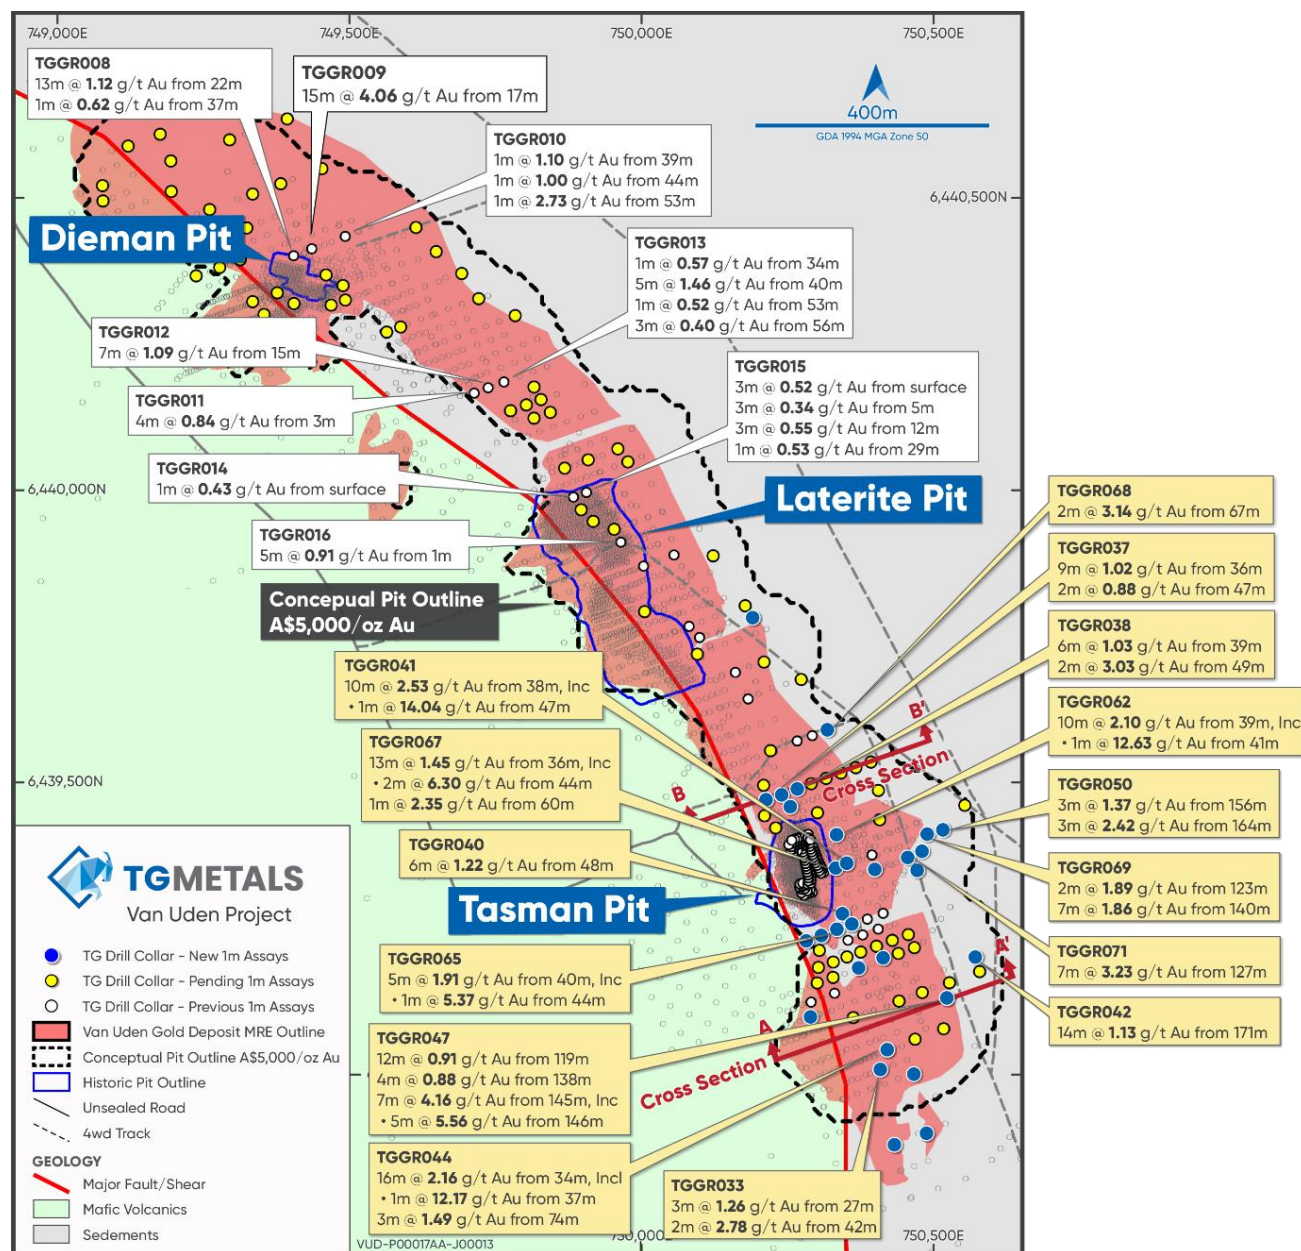 749,000E
749,500E
750,000E
750,500E
TGGR008
13m @ 1.12 g/t Au from 22m
1m @ 0.62 g/t Au from 37m
TGGR009
15m @ 4.06 g/t Au from 17m
400m
GDA 1994 MGA Zone 50
TGGR010
1m @ 1.10 g/t Au from 39m
1m @ 1.00 g/t Au from 44m
1m @ 2.73 g/t Au from 53m
6,440,500N
Dieman Pit
TGGR013
1m @ 0.57 g/t Au from 34m
5m @ 1.46 g/t Au from 40m
1m @ 0.52 g/t Au from 53m
3m @ 0.40 g/t Au from 56m
TGGR012
7m @ 1.09 g/t Au from 15m
TGGR015
3m @ 0.52 g/t Au from surface
3m @ 0.34 g/t Au from 5m
3m @ 0.55 g/t Au from 12m
1m @ 0.53 g/t Au from 29m
TGGR011
4m @ 0.84 g/t Au from 3m
TGGR014
1m @ 0.43 g/t Au from surface
6,440,000N
Laterite Pit
TGGR068
2m @ 3.14 g/t Au from 67m
TGGR016
5m @ 0.91 g/t Au from 1m
TGGR037
9m @ 1.02 g/t Au from 36m
2m @ 0.88 g/t Au from 47m
Concepual Pit Outline
A$5,000/oz Au
TGGR038
6m @ 1.03 g/t Au from 39m
2m @ 3.03 g/t Au from 49m
TGGR041
10m @ 2.53 g/t Au from 38m, Inc
• 1m @ 14.04 g/t Au from 47m
TGGR062
10m @ 2.10 g/t Au from 39m, Inc
• 1m @ 12.63 g/t Au from 41m
B'
TGGR067
13m @ 1.45 g/t Au from 36m, Inc
• 2m @ 6.30 g/t Au from 44m
1m @ 2.35 g/t Au from 60m
6,439,500N
B
Cross Section
TGGR050
3m @ 1.37 g/t Au from 156m
3m @ 2.42 g/t Au from 164m
TGGR040
6m @ 1.22 g/t Au from 48m
TGGR069
2m @ 1.89 g/t Au from 123m
7m @ 1.86 g/t Au from 140m
Tasman Pit
TGGR071
7m @ 3.23 g/t Au from 127m
A'
TGGR065
5m @ 1.91 g/t Au from 40m, Inc
• 1m @ 5.37 g/t Au from 44m
TGGR042
14m @ 1.13 g/t Au from 171m
A
Cross Section
TGGR047
12m @ 0.91 g/t Au from 119m
4m @ 0.88 g/t Au from 138m
7m @ 4.16 g/t Au from 145m, Inc
• 5m @ 5.56 g/t Au from 146m
TGGR044
16m @ 2.16 g/t Au from 34m, Incl
• 1m @ 12.17 g/t Au from 37m
3m @ 1.49 g/t Au from 74m
TGGR033
3m @ 1.26 g/t Au from 27m
2m @ 2.78 g/t Au from 42m
TGMETALS
Van Uden Project
TG Drill Collar - New 1m Assays
TG Drill Collar - Pending 1m Assays
TG Drill Collar - Previous 1m Assays
Van Uden Gold Deposit MRE Outline
Conceptual Pit Outline A$5,000/oz Au
Historic Pit Outline
Unsealed Road
4wd Track
GEOLOGY
Major Fault/Shear
Mafic Volcanics
Sedements
VUD-P00017AA-J00013
750,000E
750,500E